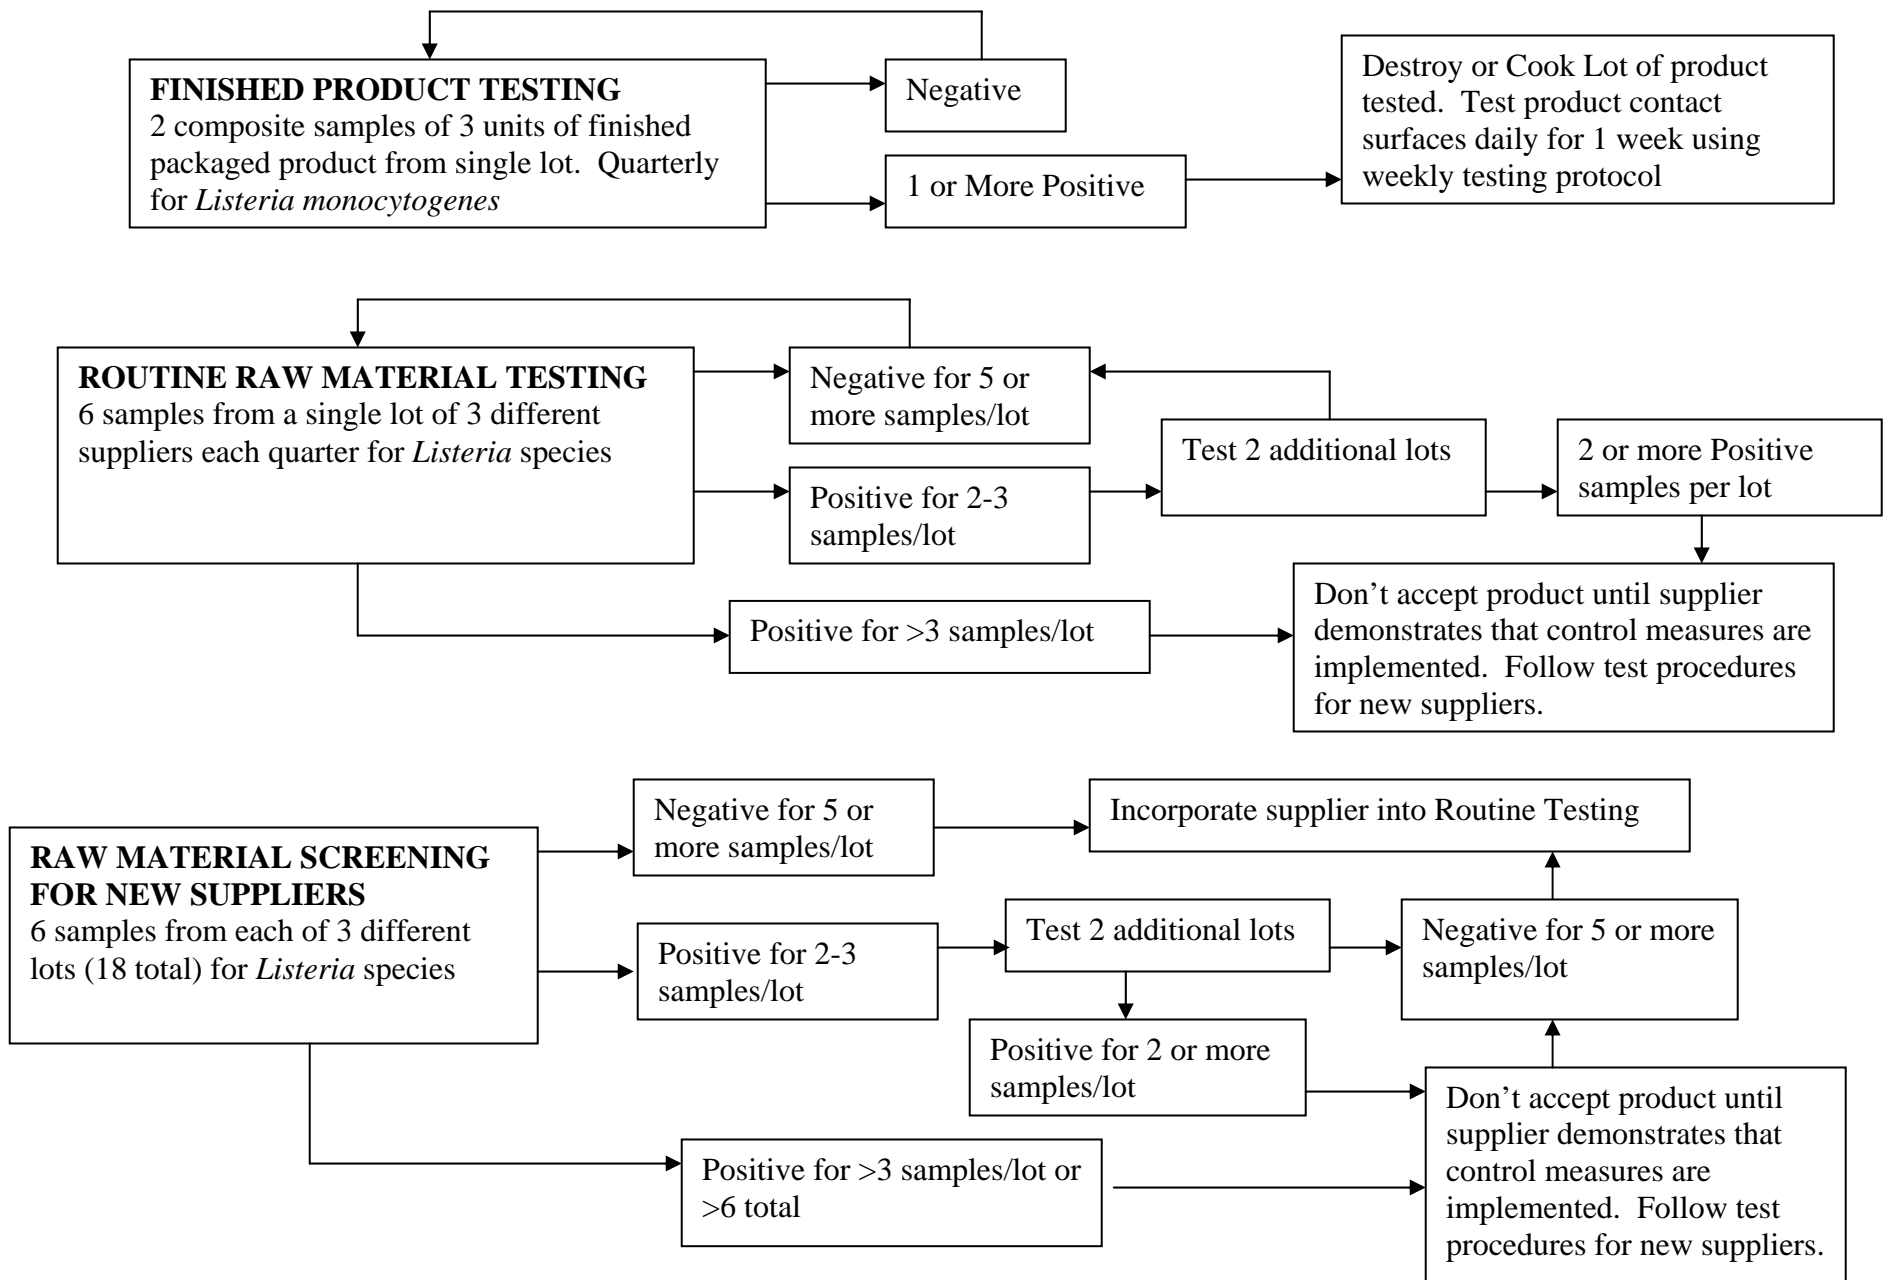 FINISHED PRODUCT TESTING
2 composite samples of 3 units of finished
packaged product from single lot.  Quarterly
for Listeria monocytogenes
Negative
1 or More Positive
Destroy or Cook Lot of product
tested.  Test product contact
surfaces daily for 1 week using
weekly testing protocol
ROUTINE RAW MATERIAL TESTING
6 samples from a single lot of 3 different
suppliers each quarter for Listeria species
Negative for 5 or
more samples/lot
Positive for 2-3
samples/lot
Test 2 additional lots
2 or more Positive
samples per lot
Positive for >3 samples/lot
Don’t accept product until supplier
demonstrates that control measures are
implemented.  Follow test procedures
for new suppliers.
RAW MATERIAL SCREENING
FOR NEW SUPPLIERS
6 samples from each of 3 different
lots (18 total) for Listeria species
Negative for 5 or
more samples/lot
Incorporate supplier into Routine Testing
Positive for 2-3
samples/lot
Test 2 additional lots
Negative for 5 or more
samples/lot
Positive for 2 or more
samples/lot
Positive for >3 samples/lot or
>6 total
Don’t accept product until
supplier demonstrates that
control measures are
implemented.  Follow test
procedures for new suppliers.